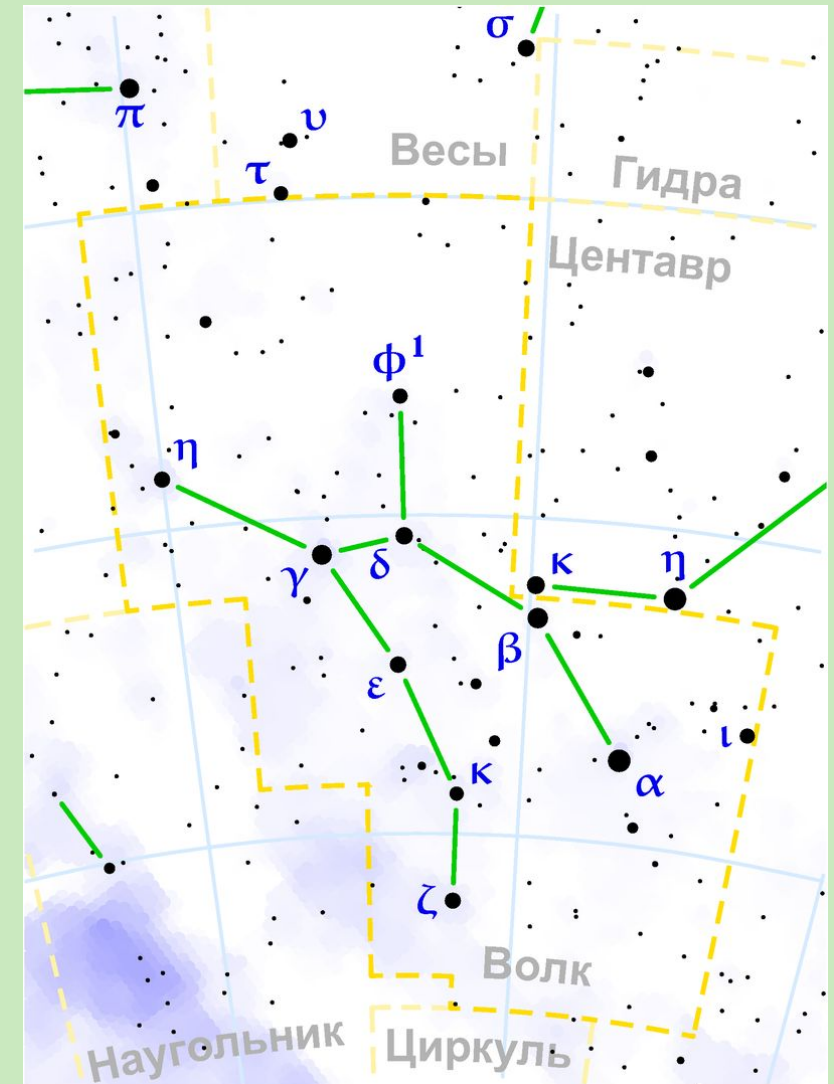 σ
π
υ
τ
Весы
Гидра
Центавр
ϕ¹
η
δ
γ
κ
η
β
ε
ι
κ
α
ζ
Волк
Наугольник
Циркуль